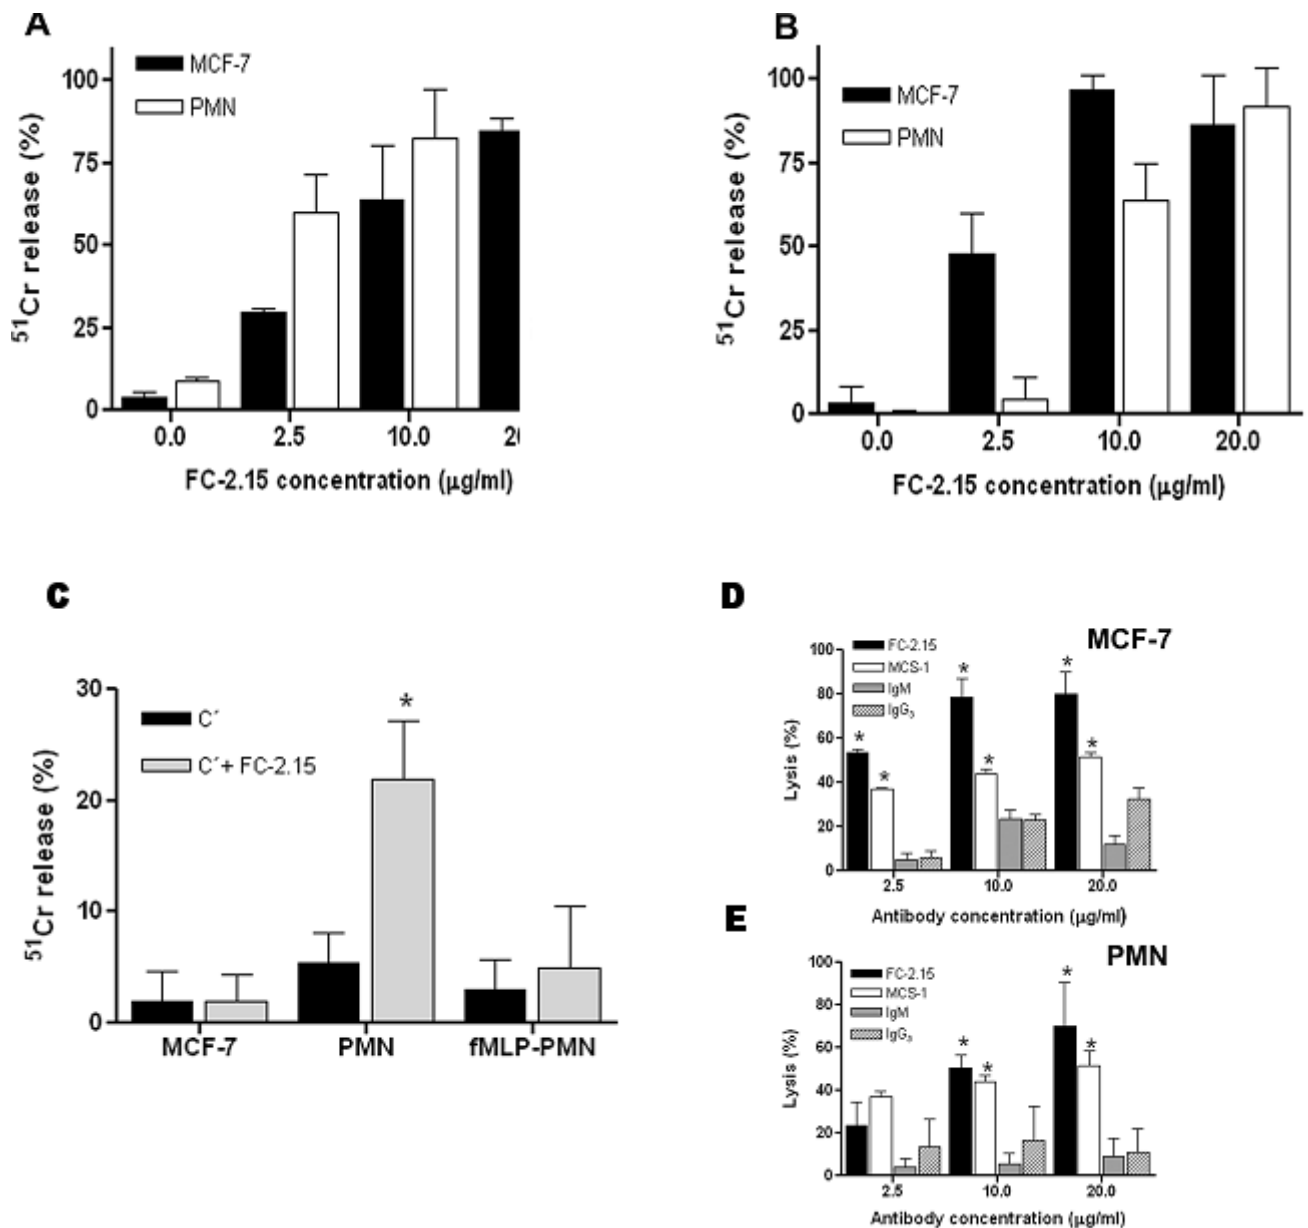 A
MCF-7
PMN
100
75
50
25
0
51Cr release (%)
0.0 2.5 10.0 2
FC-2.15 concentration (μg/ml)
B
MCF-7
PMN
100
75
50
25
0
51Cr release (%)
0.0 2.5 10.0 20.0
FC-2.15 concentration (μg/ml)
C
C´
C´+ FC-2.15
30
20
10
0
51Cr release (%)
*
MCF-7 PMN fMLP-PMN
D
MCF-7
FC-2.15
MCS-1
IgM
IgG3
100
80
60
40
20
0
Lysis (%)
* * * * * *
2.5 10.0 20.0
Antibody concentration (μg/ml)
E
PMN
FC-2.15
MCS-1
IgM
IgG3
100
80
60
40
20
0
Lysis (%)
* * * *
2.5 10.0 20.0
Antibody concentration (μg/ml)